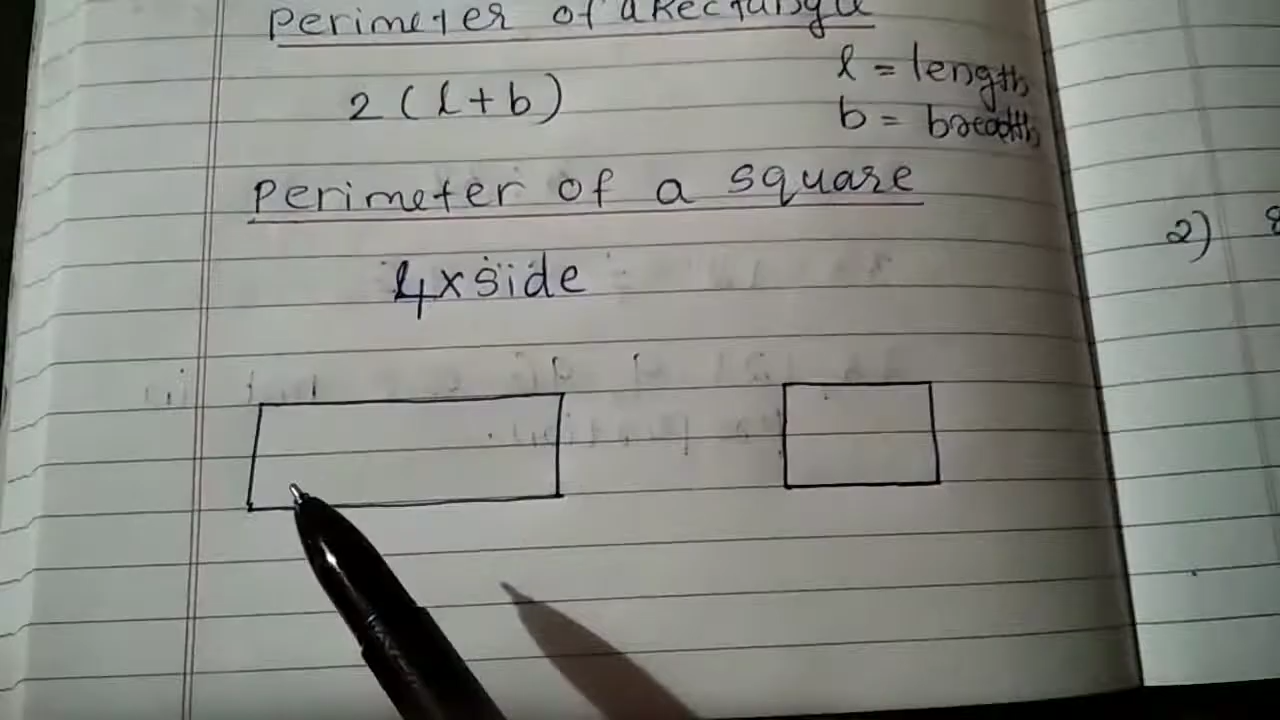 Perimeter of a Rectangle
2 (l+b)
l = length
b = breadth
Perimeter of a square
4xside
2)